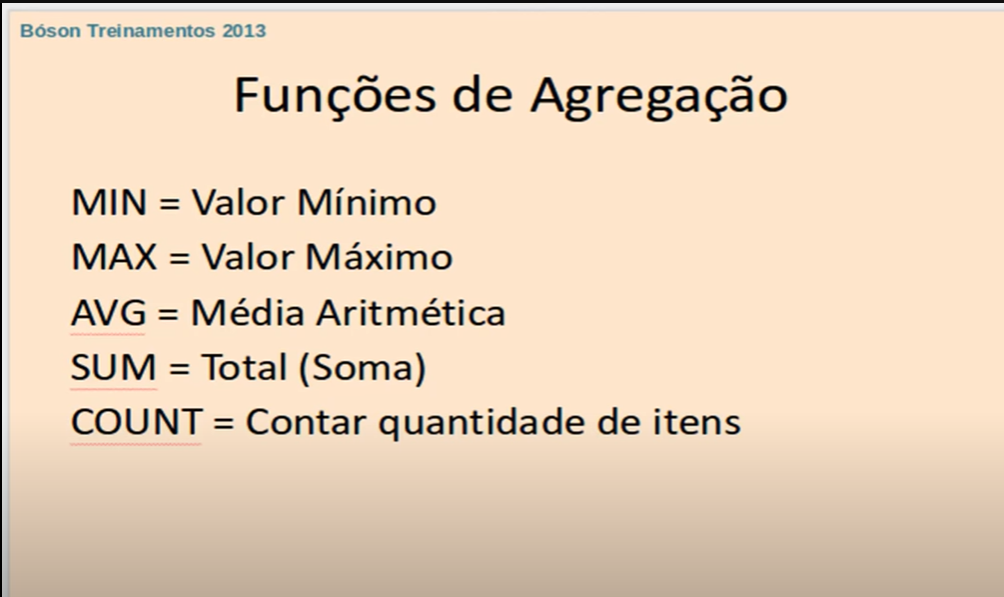 Bóson Treinamentos 2013
Funções de Agregação
MIN = Valor Mínimo
MAX = Valor Máximo
AVG = Média Aritmética
SUM = Total (Soma)
COUNT = Contar quantidade de itens